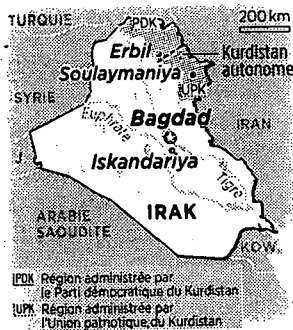 TURQUIE
PDK
200 km
Erbil
Kurdistan
autonome
Soulaymaniya
UPK
SYRIE
Euphrate
Bagdad
IRAN
J.
Iskandariya
Tigre
ARABIE
SAOUDITE
IRAK
KOW.
PDK Région administrée par
le Parti démocratique du Kurdistan
UPK Région administrée par
l'Union patriotique du Kurdistan